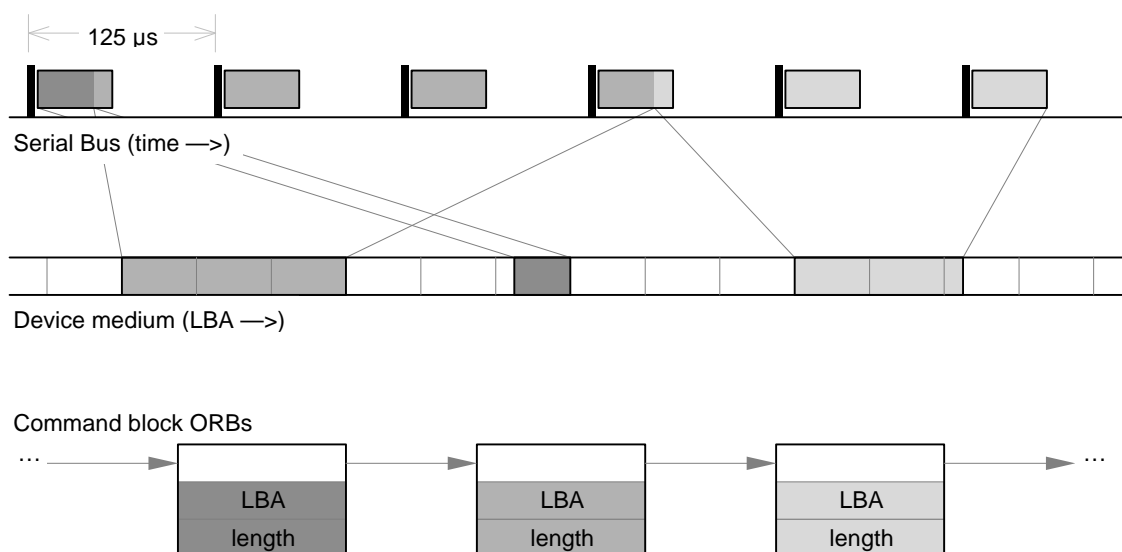 125 µs
Serial Bus (time —>)
Device medium (LBA —>)
Command block ORBs
… …
LBA LBA LBA
length length length